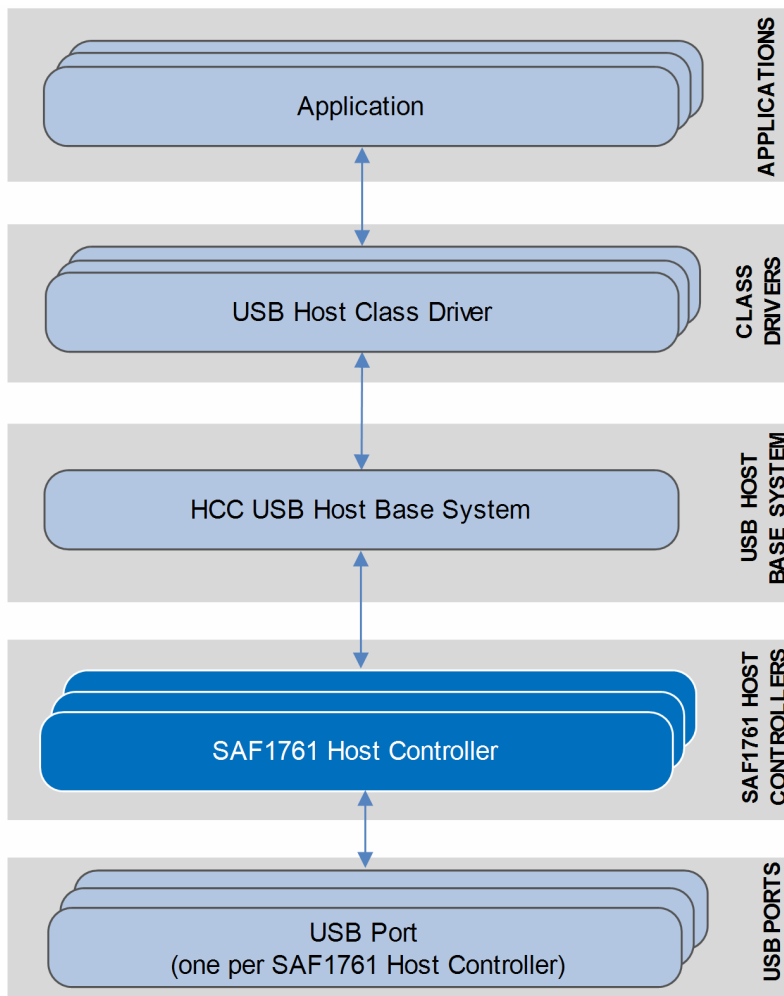 Application
APPLICATIONS
USB Host Class Driver
CLASS
DRIVERS
HCC USB Host Base System
USB HOST
BASE SYSTEM
SAF1761 Host Controller
SAF1761 HOST
CONTROLLERS
USB Port
(one per SAF1761 Host Controller)
USB PORTS